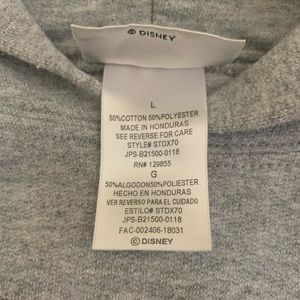 © DISNEY
L
50%COTTON 50%POLYESTER
MADE IN HONDURAS
SEE REVERSE FOR CARE
STYLE# STDX70
JPS-B21500-0118
RN# 129855
G
50%ALGODON50%POLIESTER
HECHO EN HONDURAS
VER REVERSO PARA EL CUIDADO
ESTILO# STDX70
JPS-B21500-0118
FAC-002406-18031
© DISNEY